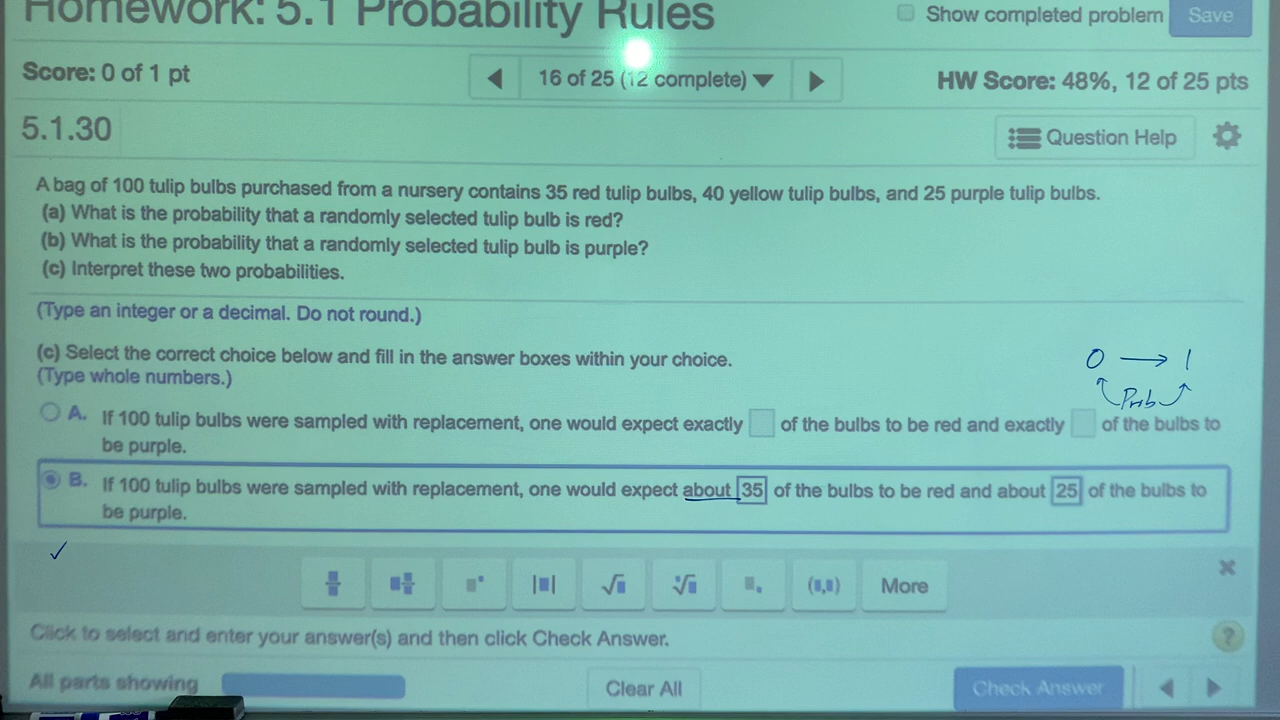 Homework: 5.1 Probability Rules
Show completed problem
Save
Score: 0 of 1 pt
16 of 25 (12 complete)
HW Score: 48%, 12 of 25 pts
5.1.30
Question Help
A bag of 100 tulip bulbs purchased from a nursery contains 35 red tulip bulbs, 40 yellow tulip bulbs, and 25 purple tulip bulbs.
(a) What is the probability that a randomly selected tulip bulb is red?
(b) What is the probability that a randomly selected tulip bulb is purple?
(c) Interpret these two probabilities.
(Type an integer or a decimal. Do not round.)
(c) Select the correct choice below and fill in the answer boxes within your choice.
(Type whole numbers.)
0 → 1
Prob
A. If 100 tulip bulbs were sampled with replacement, one would expect exactly of the bulbs to be red and exactly of the bulbs to
be purple.
B. If 100 tulip bulbs were sampled with replacement, one would expect about 35 of the bulbs to be red and about 25 of the bulbs to
be purple.
More
Click to select and enter your answer(s) and then click Check Answer.
?
All parts showing
Clear All
Check Answer